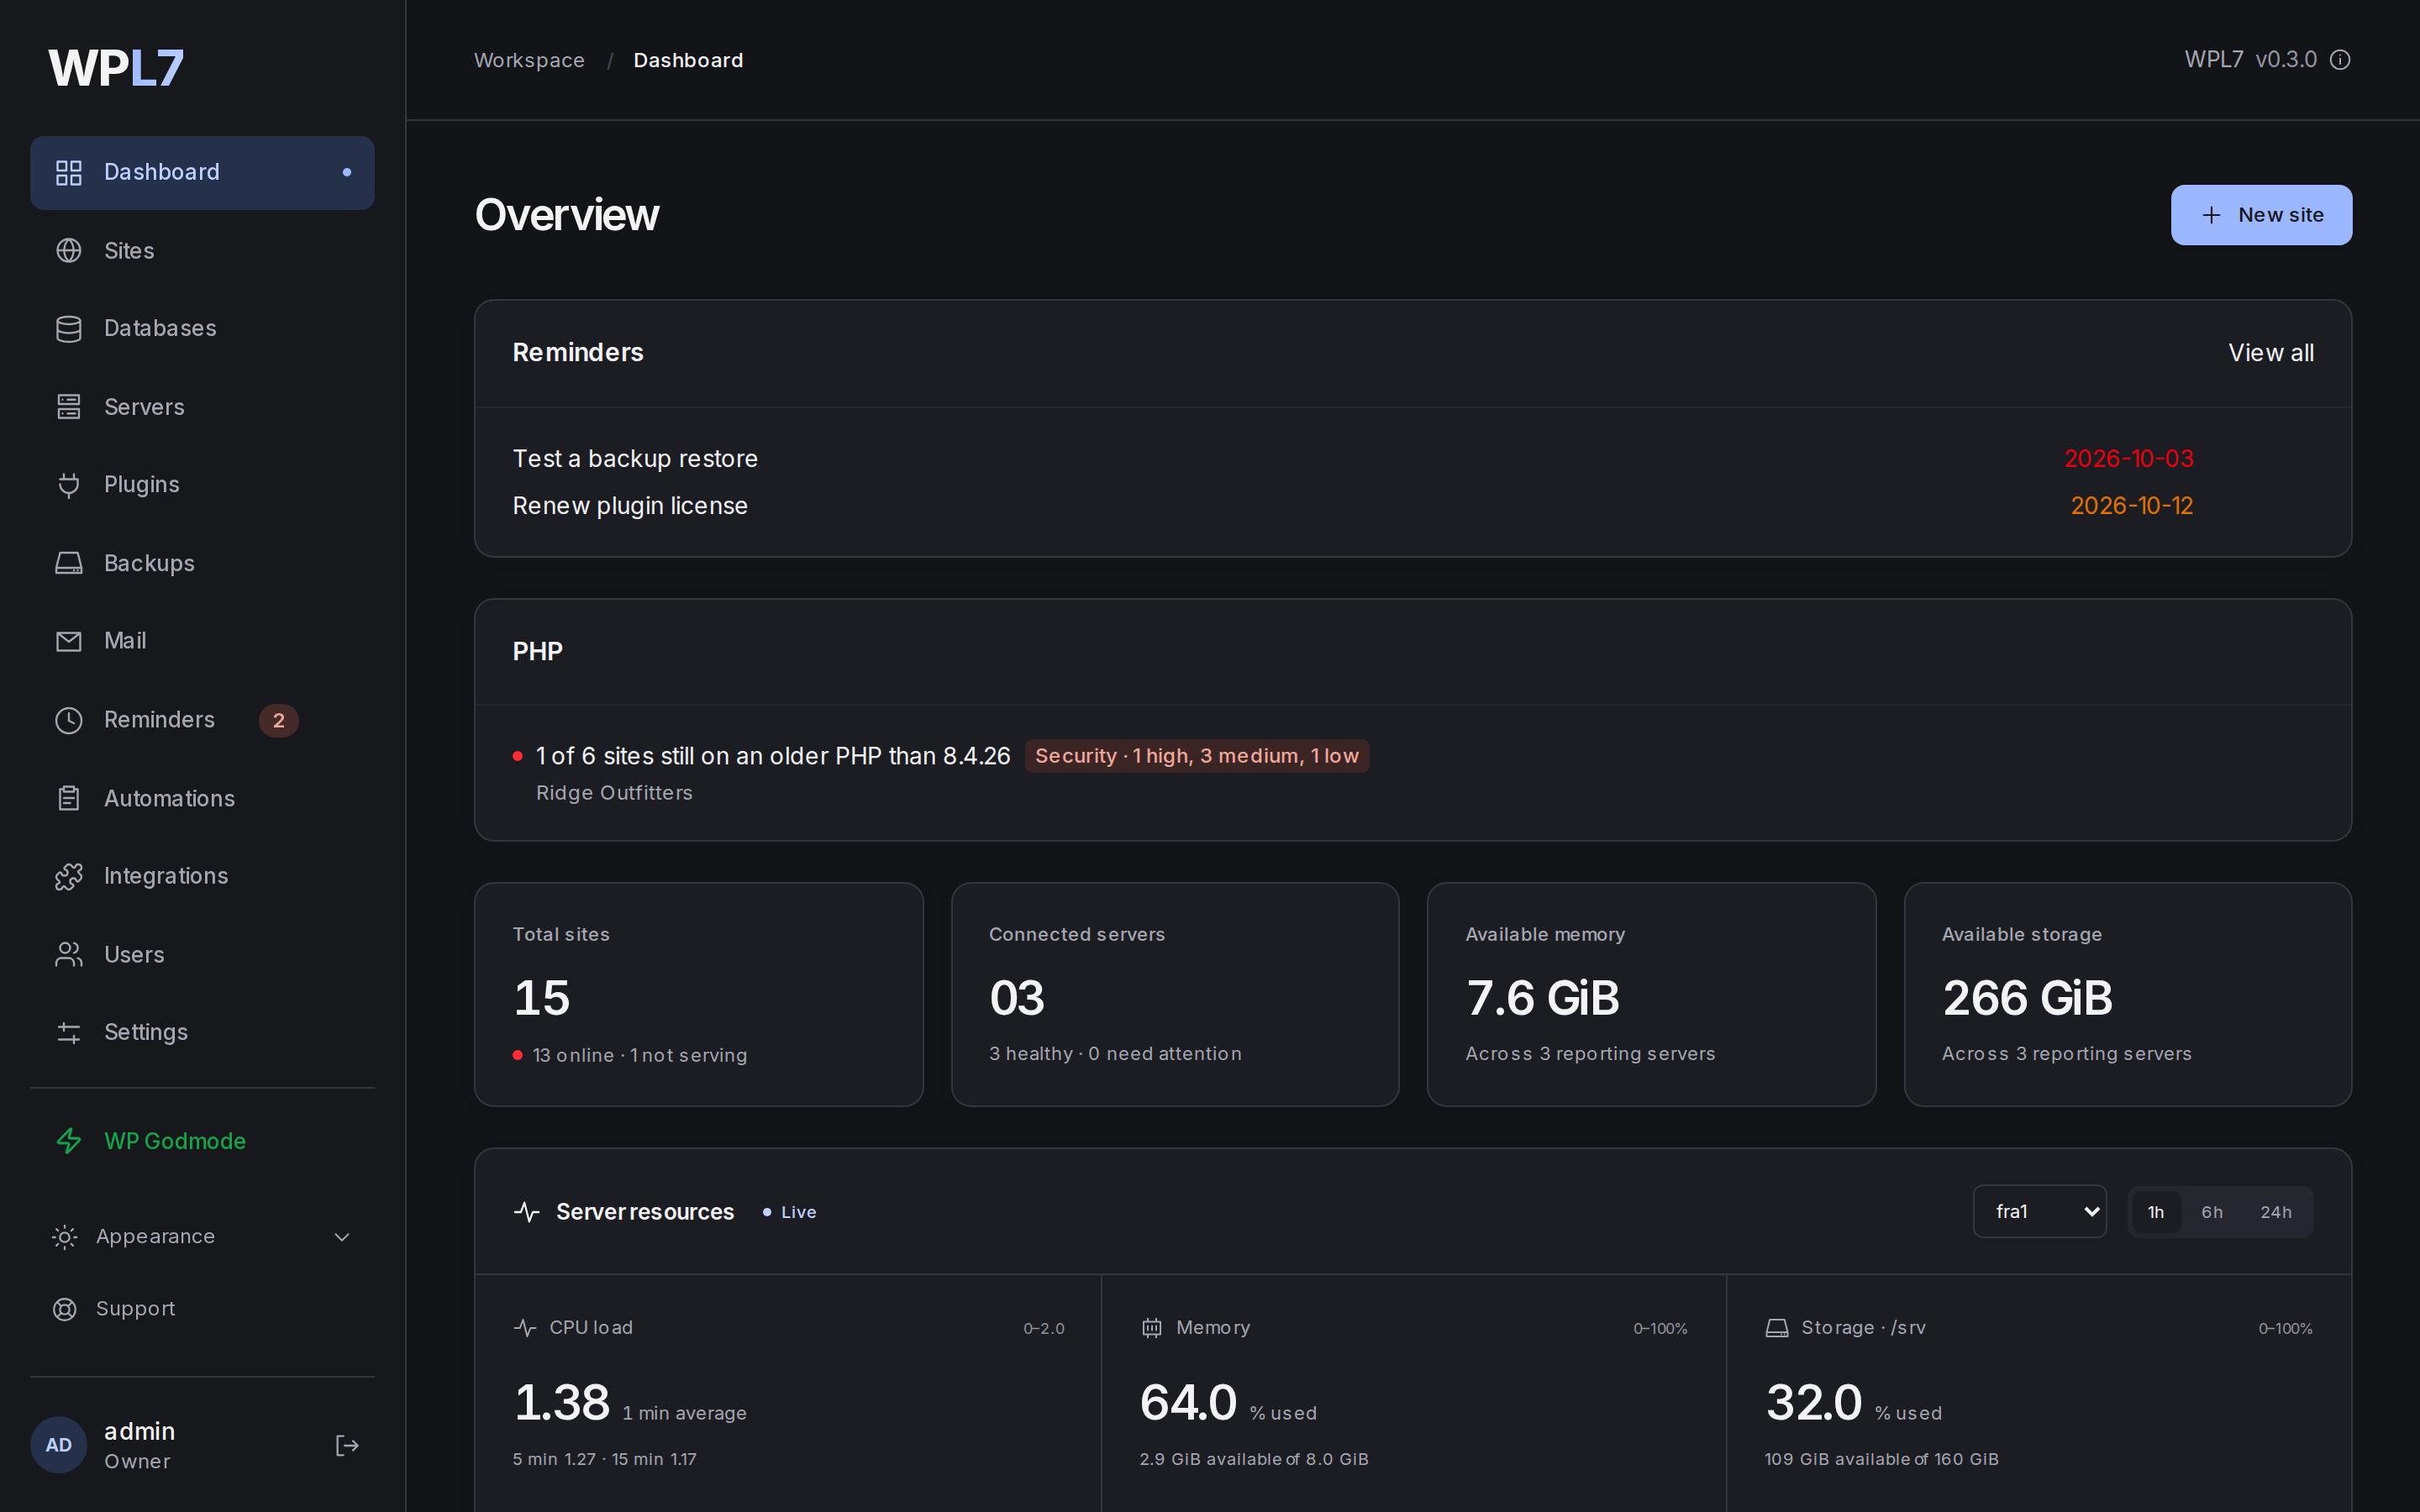 WPL7
Dashboard
Sites
Databases
Servers
Plugins
Backups
Mail
Reminders 2
Automations
Integrations
Users
Settings
WP Godmode
Appearance
Support
AD
admin
Owner
Workspace / Dashboard
WPL7 v0.3.0
Overview
New site
Reminders
View all
Test a backup restore 2026-10-03
Renew plugin license 2026-10-12
PHP
1 of 6 sites still on an older PHP than 8.4.26 Security · 1 high, 3 medium, 1 low
Ridge Outfitters
Total sites
15
13 online · 1 not serving
Connected servers
03
3 healthy · 0 need attention
Available memory
7.6 GiB
Across 3 reporting servers
Available storage
266 GiB
Across 3 reporting servers
Server resources Live
fra1 1h 6h 24h
CPU load 0–2.0
1.38 1 min average
5 min 1.27 · 15 min 1.17
Memory 0–100%
64.0 % used
2.9 GiB available of 8.0 GiB
Storage · /srv 0–100%
32.0 % used
109 GiB available of 160 GiB